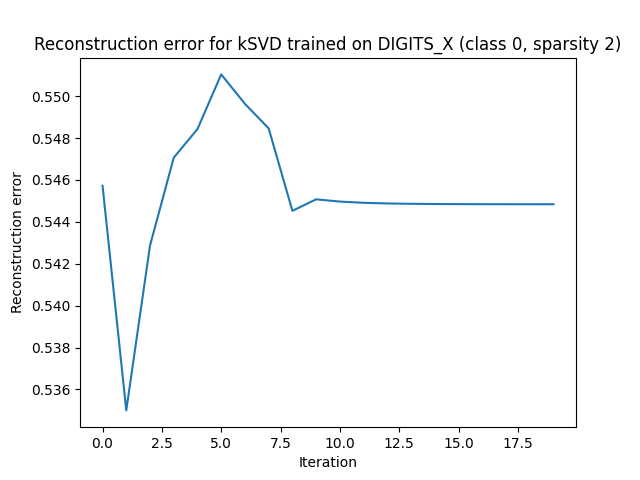 Reconstruction error for kSVD trained on DIGITS_X (class 0, sparsity 2)
0.550
0.548
0.546
0.544
0.542
0.540
0.538
0.536
Reconstruction error
0.0 2.5 5.0 7.5 10.0 12.5 15.0 17.5
Iteration